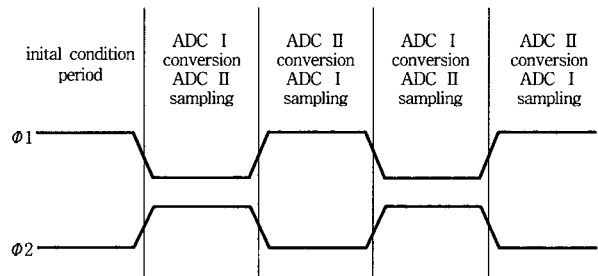 inital condition
period
ADC I
conversion
ADC II
sampling
ADC II
conversion
ADC I
sampling
ADC I
conversion
ADC II
sampling
ADC II
conversion
ADC I
sampling
Φ1
Φ2